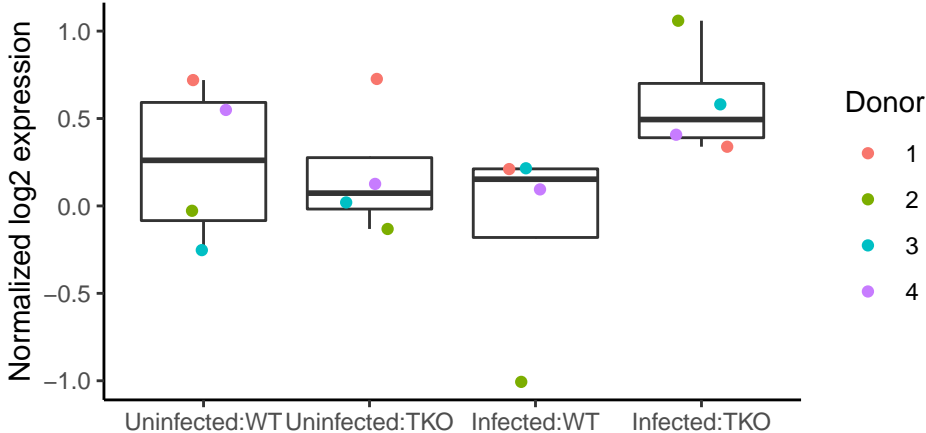 Normalized log2 expression
1.0
0.5
0.0
−0.5
−1.0
Uninfected:WT
Uninfected:TKO
Infected:WT
Infected:TKO
Donor
1
2
3
4